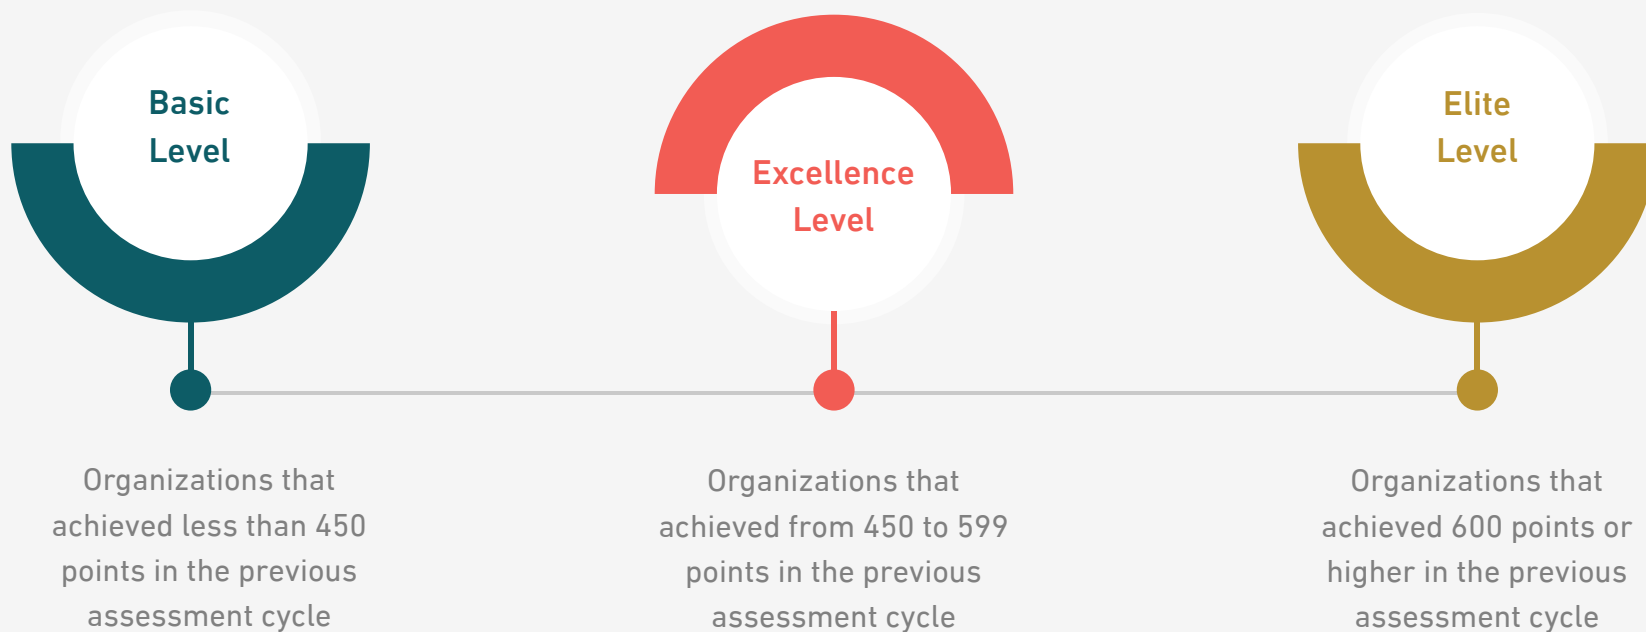 Basic
Level
Excellence
Level
Elite
Level
Organizations that
achieved less than 450
points in the previous
assessment cycle
Organizations that
achieved from 450 to 599
points in the previous
assessment cycle
Organizations that
achieved 600 points or
higher in the previous
assessment cycle